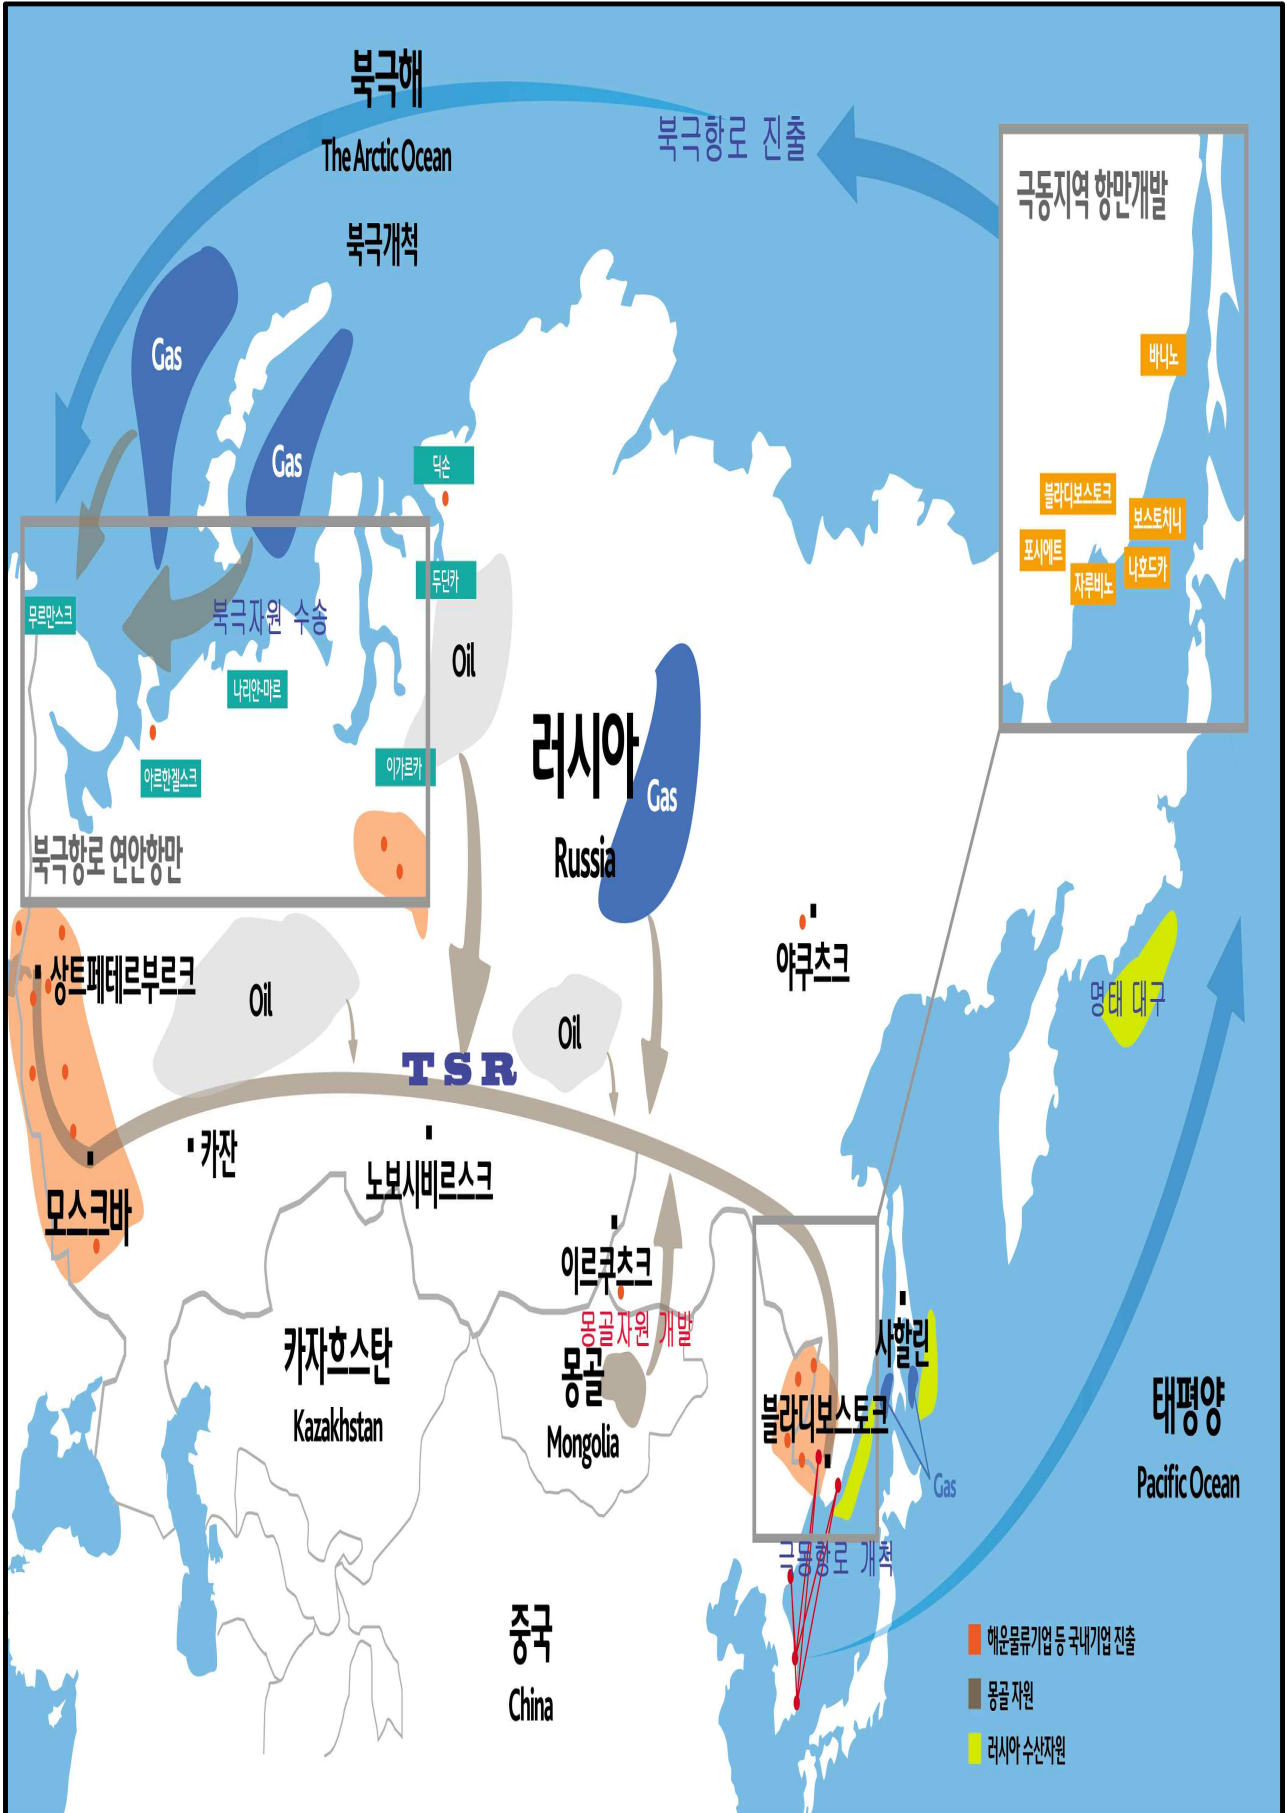 북극해
The Arctic Ocean
북극개척
북극항로 진출
극동지역 항만개발
바니노
블라디보스토크
보스토치니
포시에트
나호드카
자루비노
Gas
Gas
딕손
두딘카
무르만스크
북극자원 수송
나리얀-마르
아르한겔스크
이가르카
북극항로 연안항만
Oil
러시아
Russia
Gas
야쿠츠크
상트페테르부르크
Oil
Oil
명태 대구
TSR
카잔
노보시비르스크
모스크바
이르쿠츠크
몽골자원 개발
몽골
Mongolia
카자흐스탄
Kazakhstan
사할린
블라디보스토크
Gas
태평양
Pacific Ocean
극동항로 개척
중국
China
해운물류기업 등 국내기업 진출
몽골 자원
러시아 수산자원